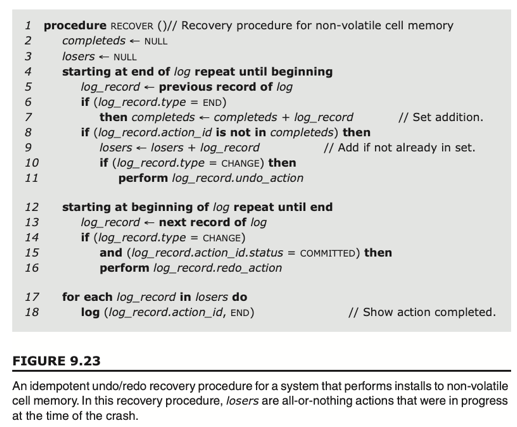 1 procedure RECOVER ()// Recovery procedure for non-volatile cell memory
2 completeds ← NULL
3 losers ← NULL
4 starting at end of log repeat until beginning
5 log_record ← previous record of log
6 if (log_record.type = END)
7 then completeds ← completeds + log_record // Set addition.
8 if (log_record.action_id is not in completeds) then
9 losers ← losers + log_record // Add if not already in set.
10 if (log_record.type = CHANGE) then
11 perform log_record.undo_action
12 starting at beginning of log repeat until end
13 log_record ← next record of log
14 if (log_record.type = CHANGE)
15 and (log_record.action_id.status = COMMITTED) then
16 perform log_record.redo_action
17 for each log_record in losers do
18 log (log_record.action_id, END) // Show action completed.
FIGURE 9.23
An idempotent undo/redo recovery procedure for a system that performs installs to non-volatile
cell memory. In this recovery procedure, losers are all-or-nothing actions that were in progress
at the time of the crash.